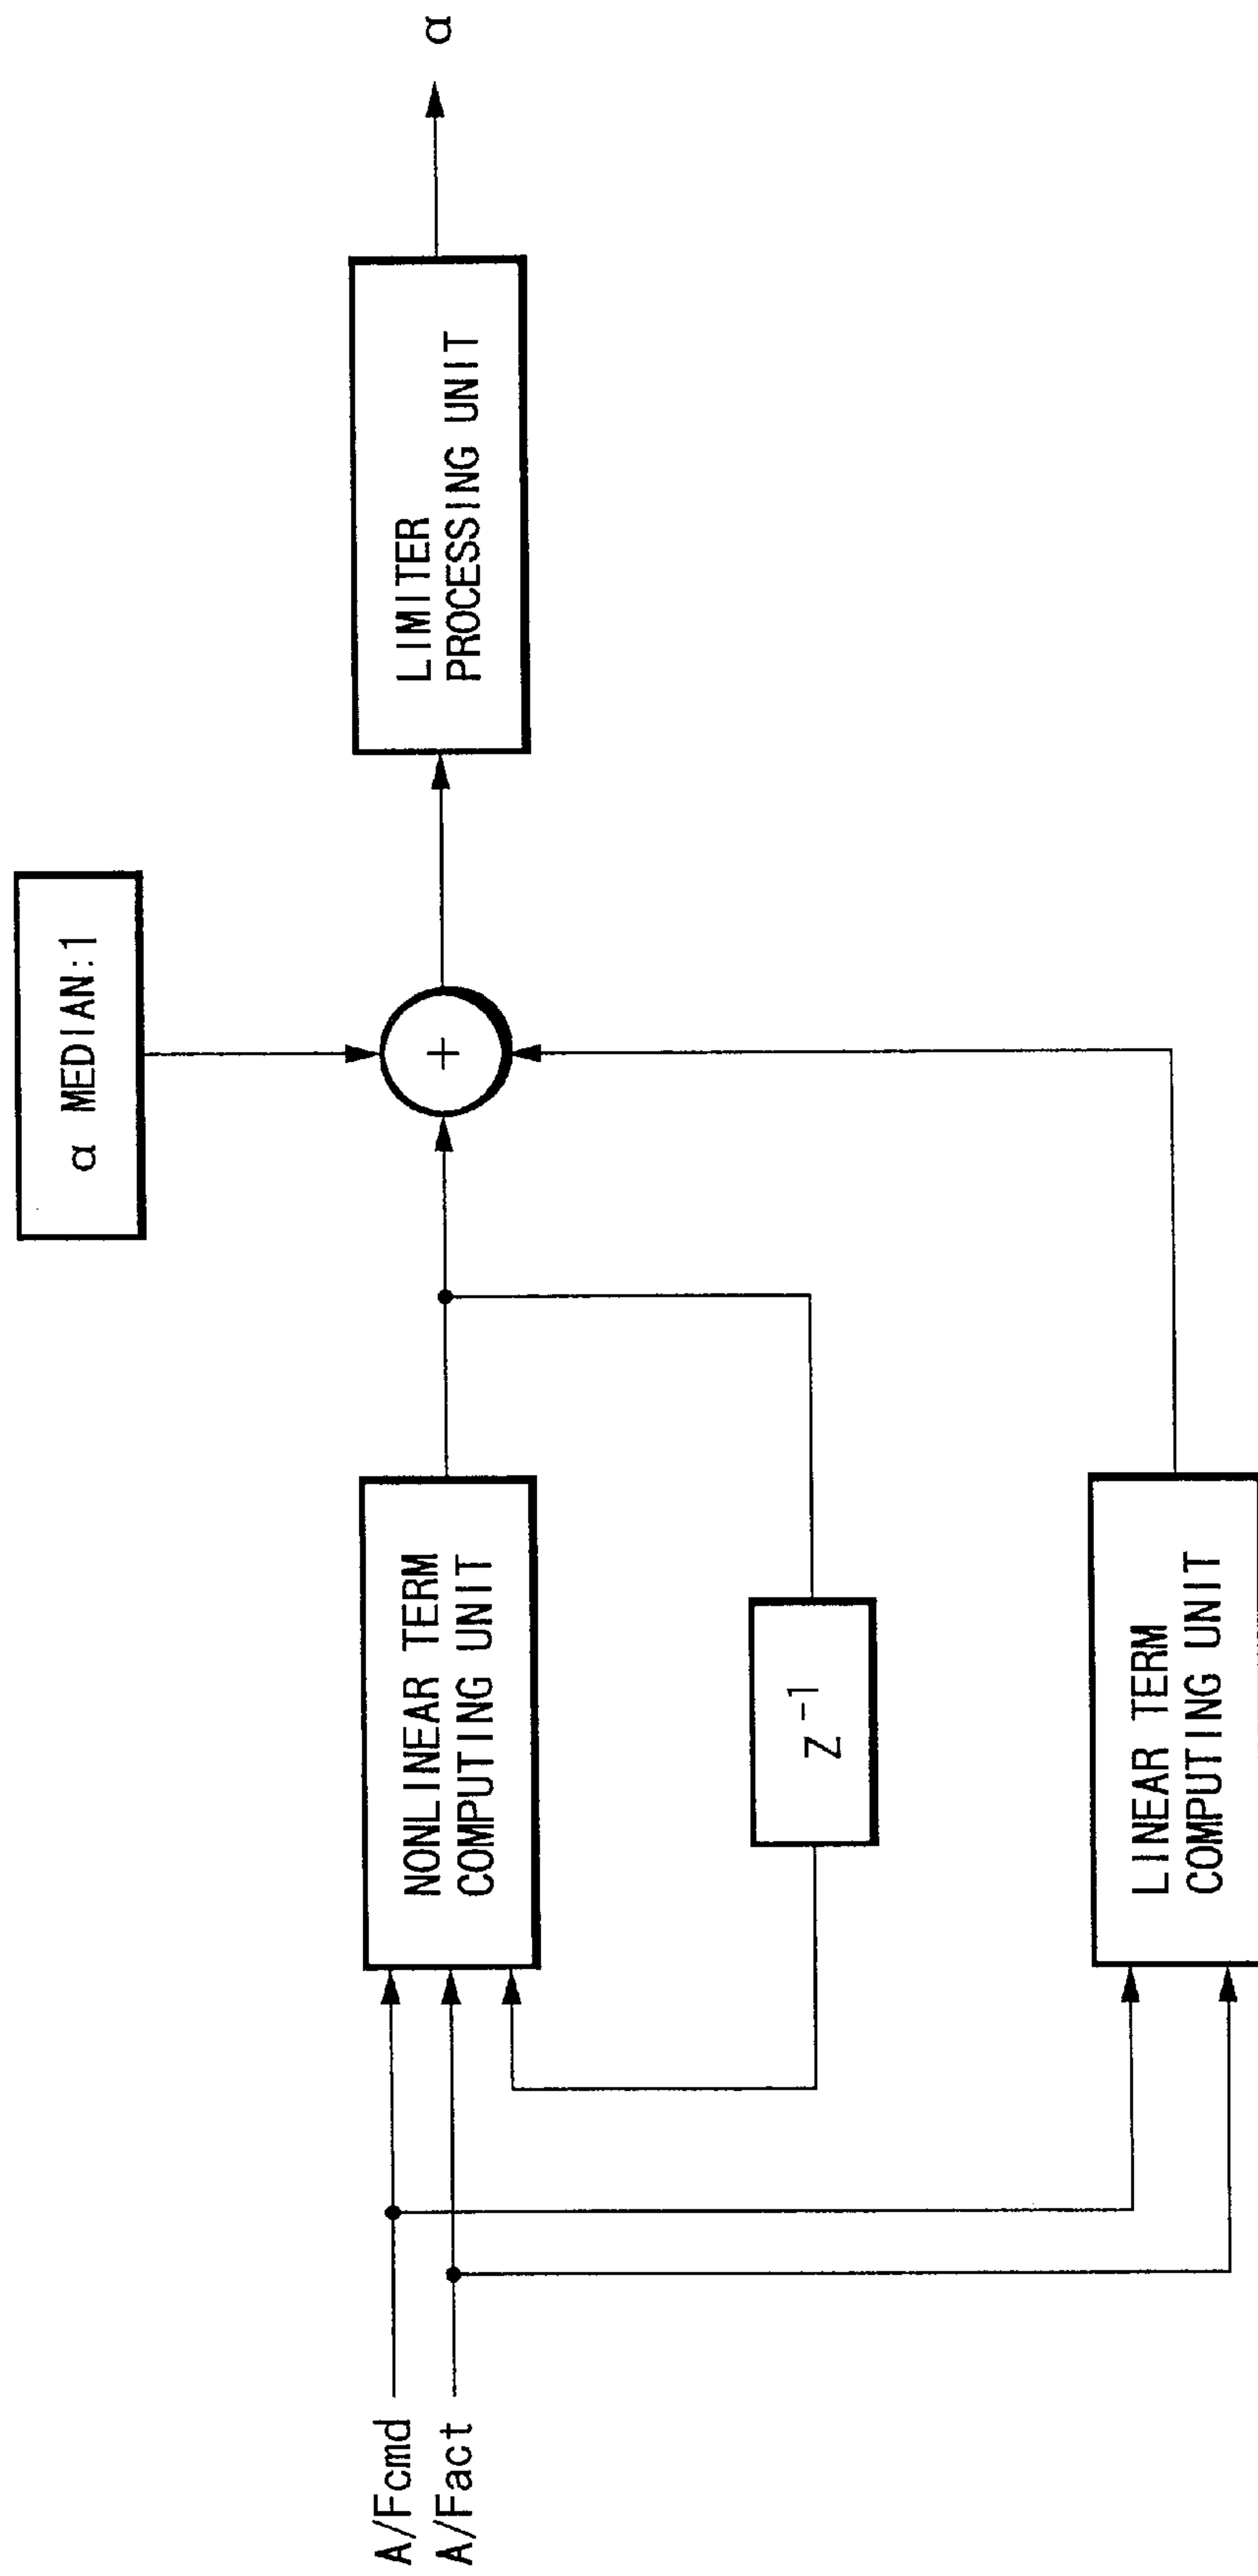 α MEDIAN:1
A/Fcmd
A/Fact
NONLINEAR TERM
COMPUTING UNIT
+
LIMITER
PROCESSING UNIT
α
Z⁻¹
LINEAR TERM
COMPUTING UNIT